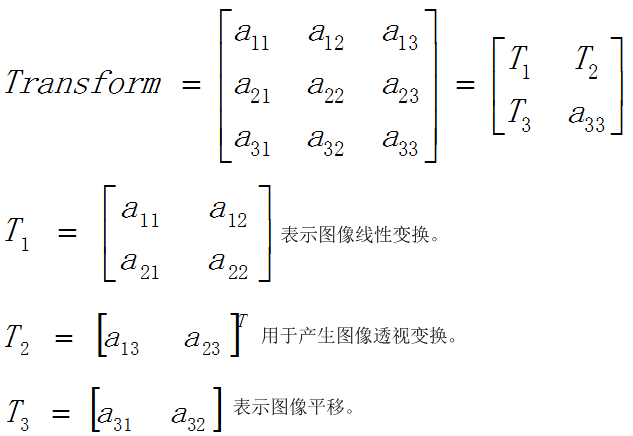 Transform = [a11 a12 a13 a21 a22 a23 a31 a32 a33] = [T1 T2 T3 a33]
T1 = [a11 a12 a21 a22] 表示图像线性变换。
T2 = [a13 a23]T 用于产生图像透视变换。
T3 = [a31 a32] 表示图像平移。